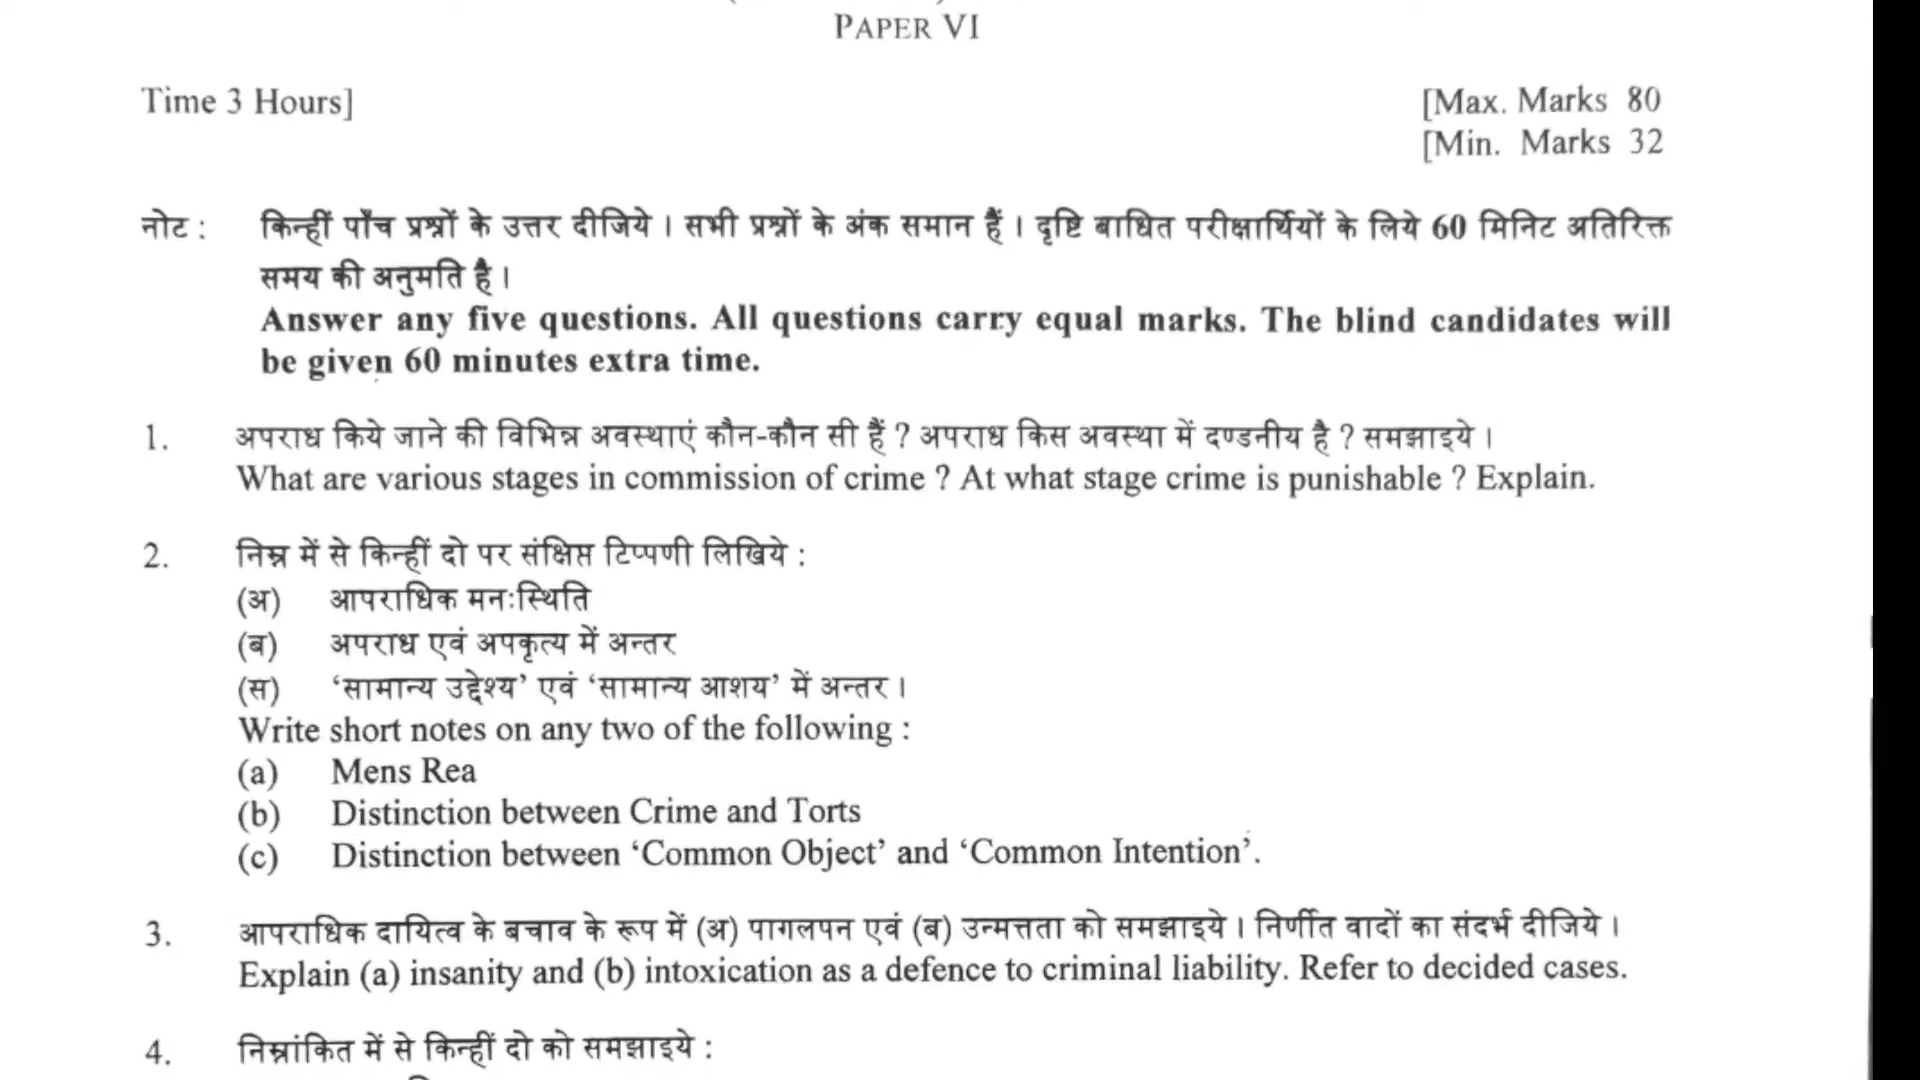 PAPER VI
Time 3 Hours]
[Max. Marks 80
[Min. Marks 32
नोट : किन्हीं पाँच प्रश्नों के उत्तर दीजिये । सभी प्रश्नों के अंक समान हैं । दृष्टि बाधित परीक्षार्थियों के लिये 60 मिनिट अतिरिक्त
समय की अनुमति है ।
Answer any five questions. All questions carry equal marks. The blind candidates will
be given 60 minutes extra time.
1. अपराध किये जाने की विभिन्न अवस्थाएं कौन-कौन सी हैं ? अपराध किस अवस्था में दण्डनीय है ? समझाइये ।
What are various stages in commission of crime ? At what stage crime is punishable ? Explain.
2. निम्न में से किन्हीं दो पर संक्षिप्त टिप्पणी लिखिये :
(अ) आपराधिक मनःस्थिति
(ब) अपराध एवं अपकृत्य में अन्तर
(स) ‘सामान्य उद्देश्य’ एवं ‘सामान्य आशय’ में अन्तर ।
Write short notes on any two of the following :
(a) Mens Rea
(b) Distinction between Crime and Torts
(c) Distinction between ‘Common Object’ and ‘Common Intention’.
3. आपराधिक दायित्व के बचाव के रूप में (अ) पागलपन एवं (ब) उन्मत्तता को समझाइये । निर्णीत वादों का संदर्भ दीजिये ।
Explain (a) insanity and (b) intoxication as a defence to criminal liability. Refer to decided cases.
4. निम्नांकित में से किन्हीं दो को समझाइये :